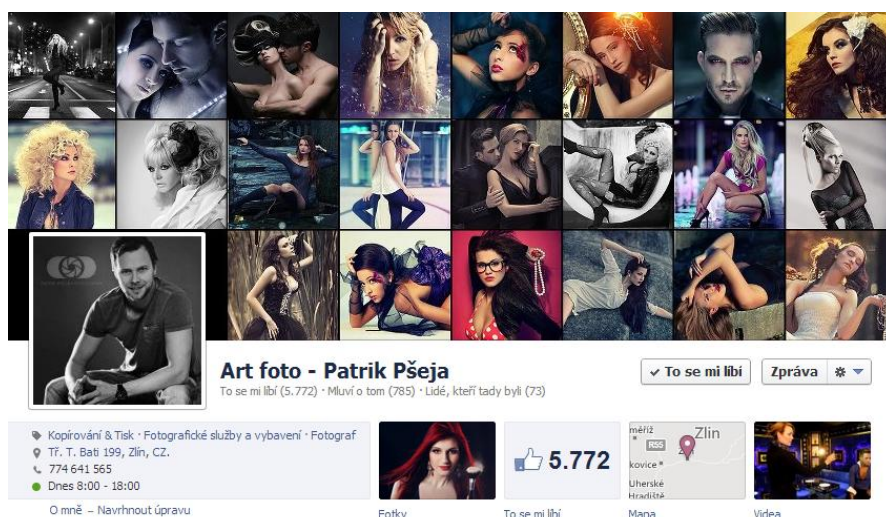 Art foto - Patrik Pšeja
To se mi líbí (5.772) · Mluví o tom (785) · Lidé, kteří tady byli (73)
To se mi líbí
Zpráva
Kopírování & Tisk · Fotografické služby a vybavení · Fotograf
Tř. T. Bati 199, Zlín, CZ.
774 641 565
Dnes 8:00 - 18:00
O mně – Navrhnout úpravu
5.772
měříž
Zlin
R55
kovice
Uherské
Hradiště
Fotky
To se mi líbí
Mapa
Videa